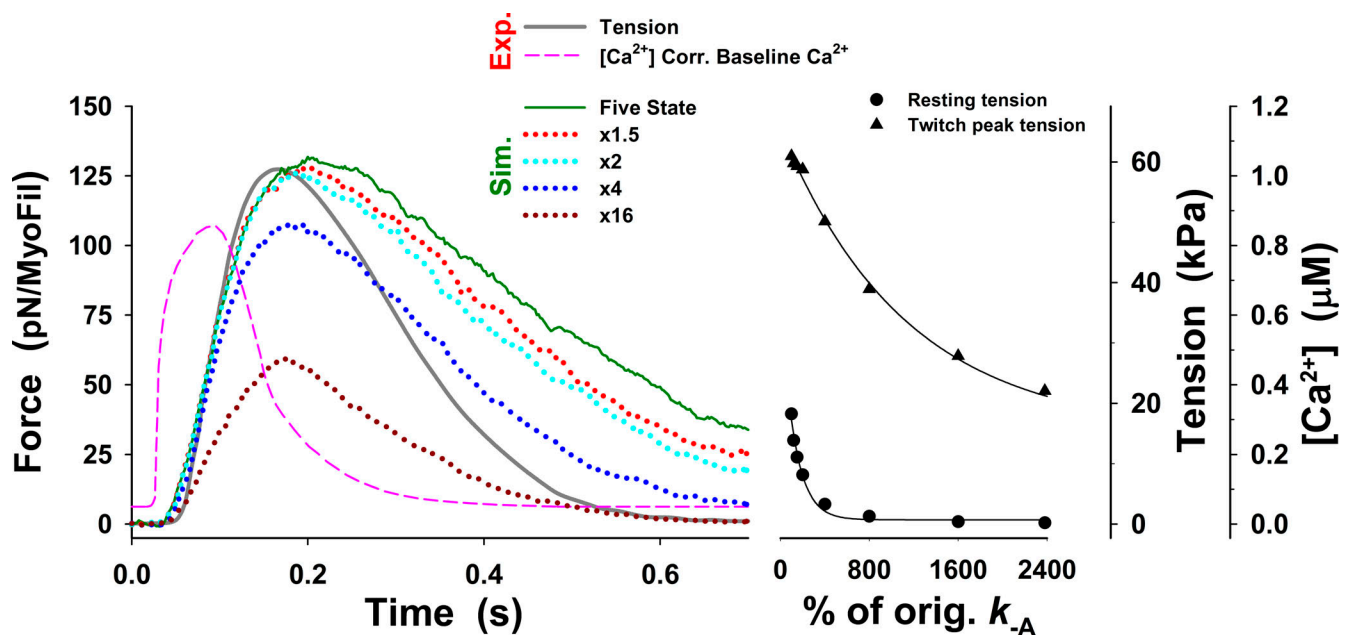 Exp.
Tension
[Ca²⁺] Corr. Baseline Ca²⁺
Sim.
Five State
x1.5
x2
x4
x16
Resting tension
Twitch peak tension
Force (pN/MyoFil)
150
125
100
75
50
25
0
0.0 0.2 0.4 0.6
Time (s)
0 800 1600 2400
% of orig. k-A
60
40
20
0
Tension (kPa)
1.2
1.0
0.8
0.6
0.4
0.2
0.0
[Ca²⁺] (μM)